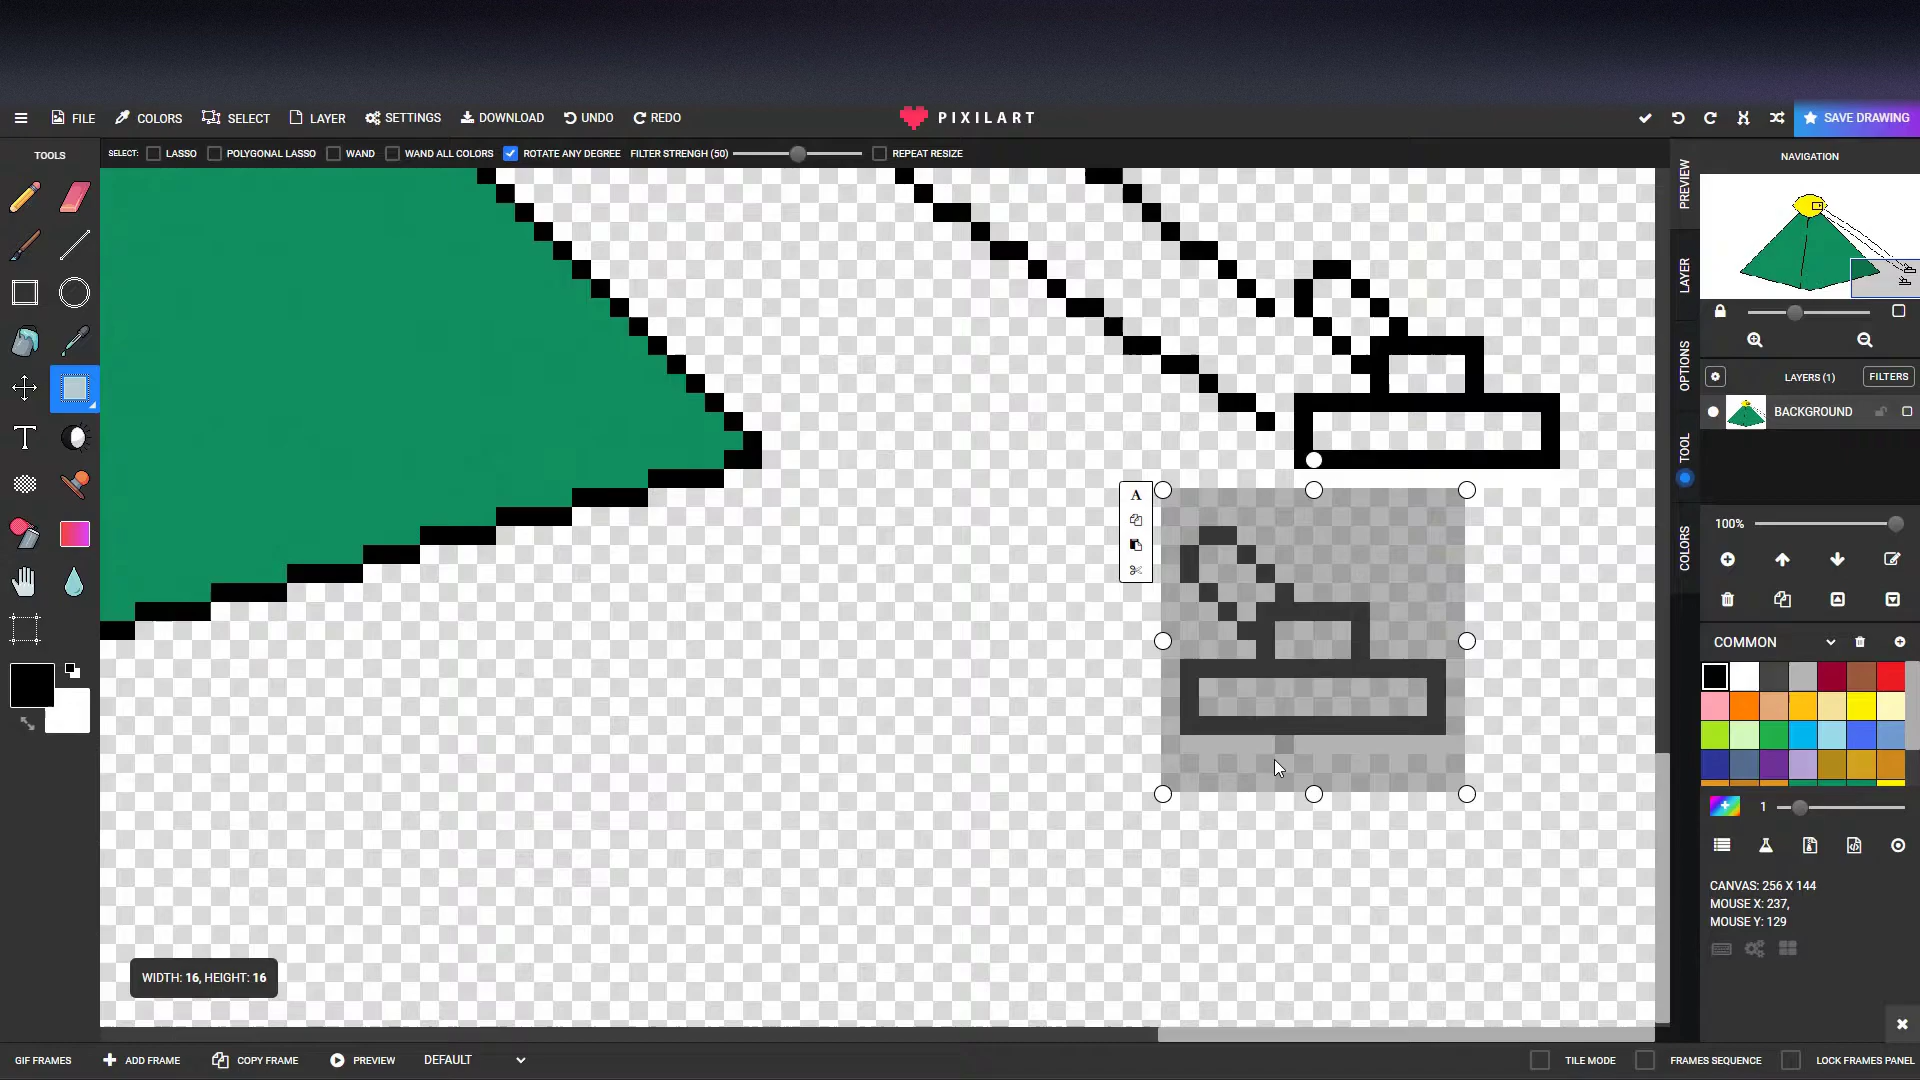 FILE COLORS SELECT LAYER SETTINGS DOWNLOAD UNDO REDO PIXILART SAVE DRAWING
TOOLS SELECT: LASSO POLYGONAL LASSO WAND WAND ALL COLORS ROTATE ANY DEGREE FILTER STRENGH (50) REPEAT RESIZE NAVIGATION
PREVIEW
LAYER
OPTIONS
TOOL
COLORS
LAYERS (1) FILTERS
BACKGROUND
T
A
100%
COMMON
1
CANVAS: 256 X 144
MOUSE X: 237,
MOUSE Y: 129
WIDTH: 16, HEIGHT: 16
GIF FRAMES ADD FRAME COPY FRAME PREVIEW DEFAULT TILE MODE FRAMES SEQUENCE LOCK FRAMES PANEL